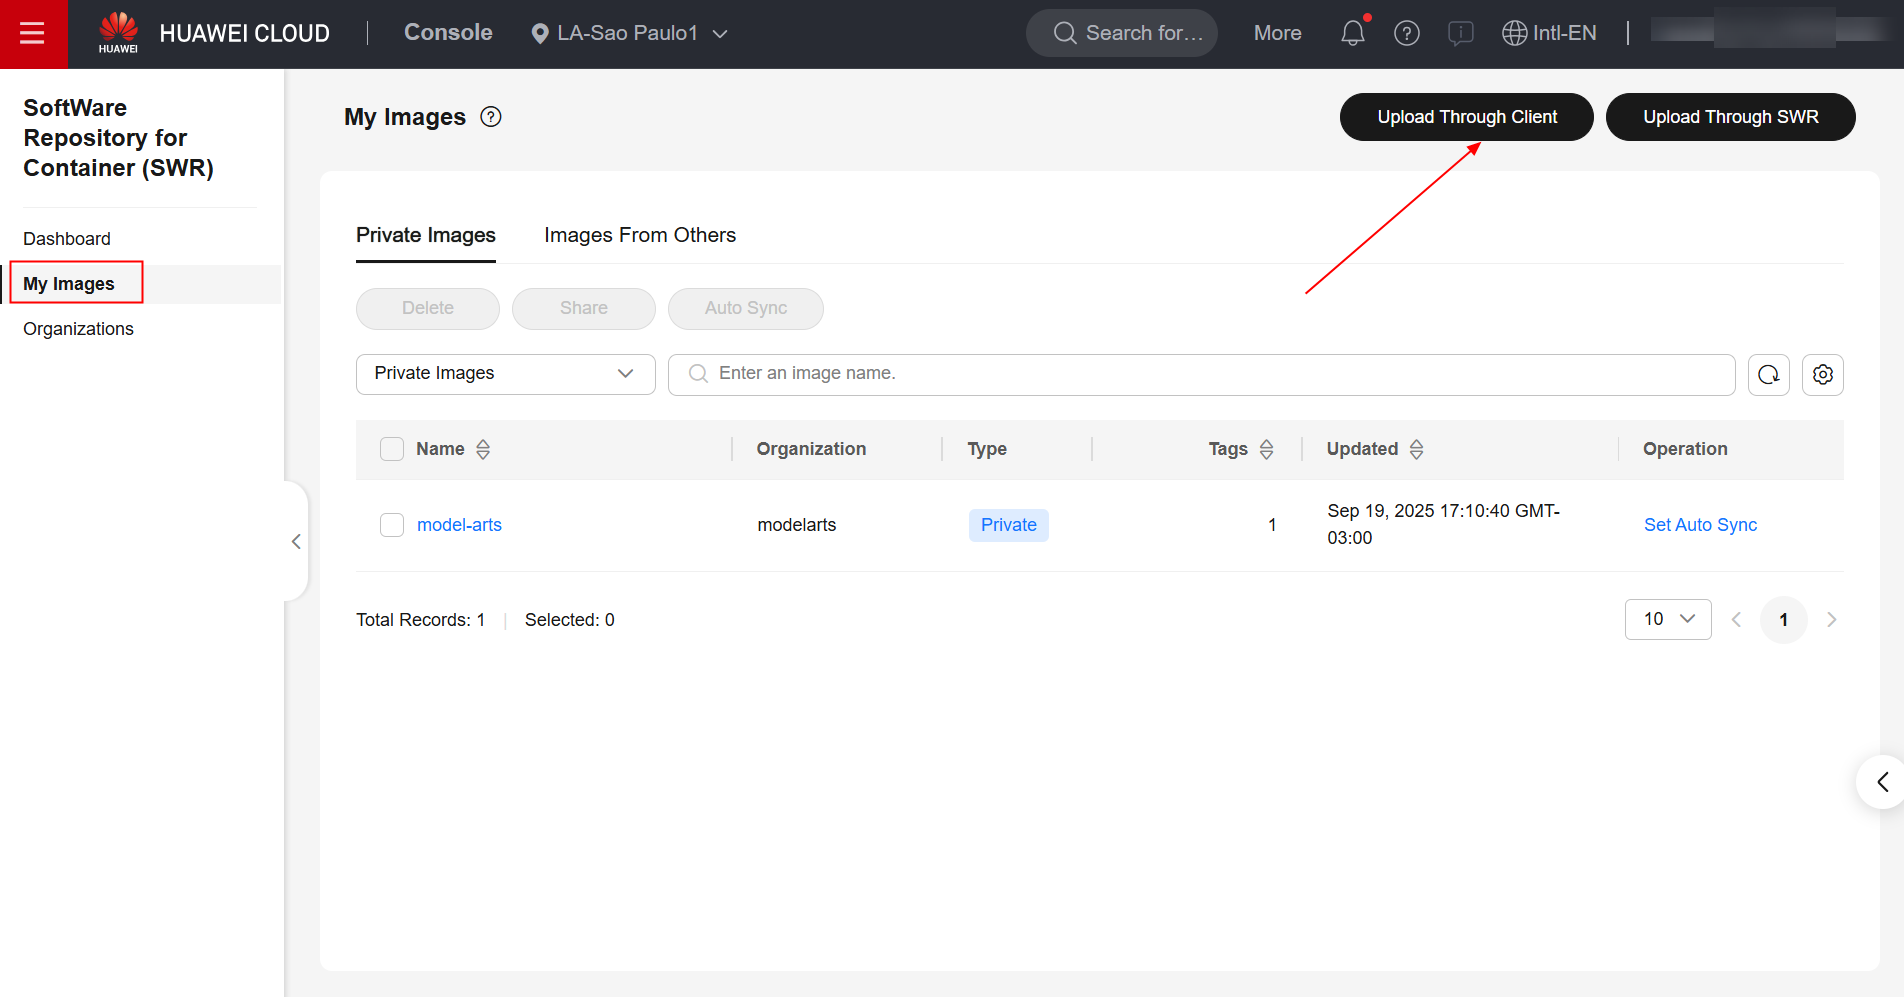 HUAWEI
HUAWEI CLOUD
Console
LA-Sao Paulo1
Search for...
More
Intl-EN
SoftWare
Repository for
Container (SWR)
Dashboard
My Images
Organizations
My Images
Upload Through Client
Upload Through SWR
Private Images
Images From Others
Delete
Share
Auto Sync
Private Images
Enter an image name.
Name
Organization
Type
Tags
Updated
Operation
model-arts
modelarts
Private
1
Sep 19, 2025 17:10:40 GMT-
03:00
Set Auto Sync
Total Records: 1
Selected: 0
10
1